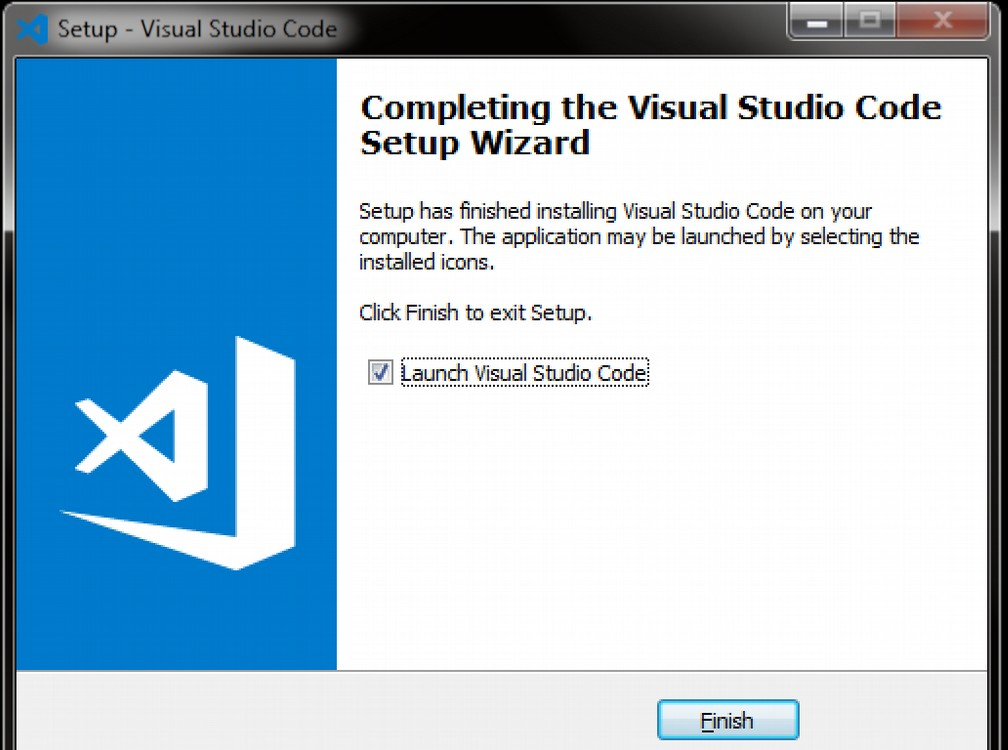 Setup - Visual Studio Code
Completing the Visual Studio Code
Setup Wizard
Setup has finished installing Visual Studio Code on your
computer. The application may be launched by selecting the
installed icons.
Click Finish to exit Setup.
Launch Visual Studio Code
Finish